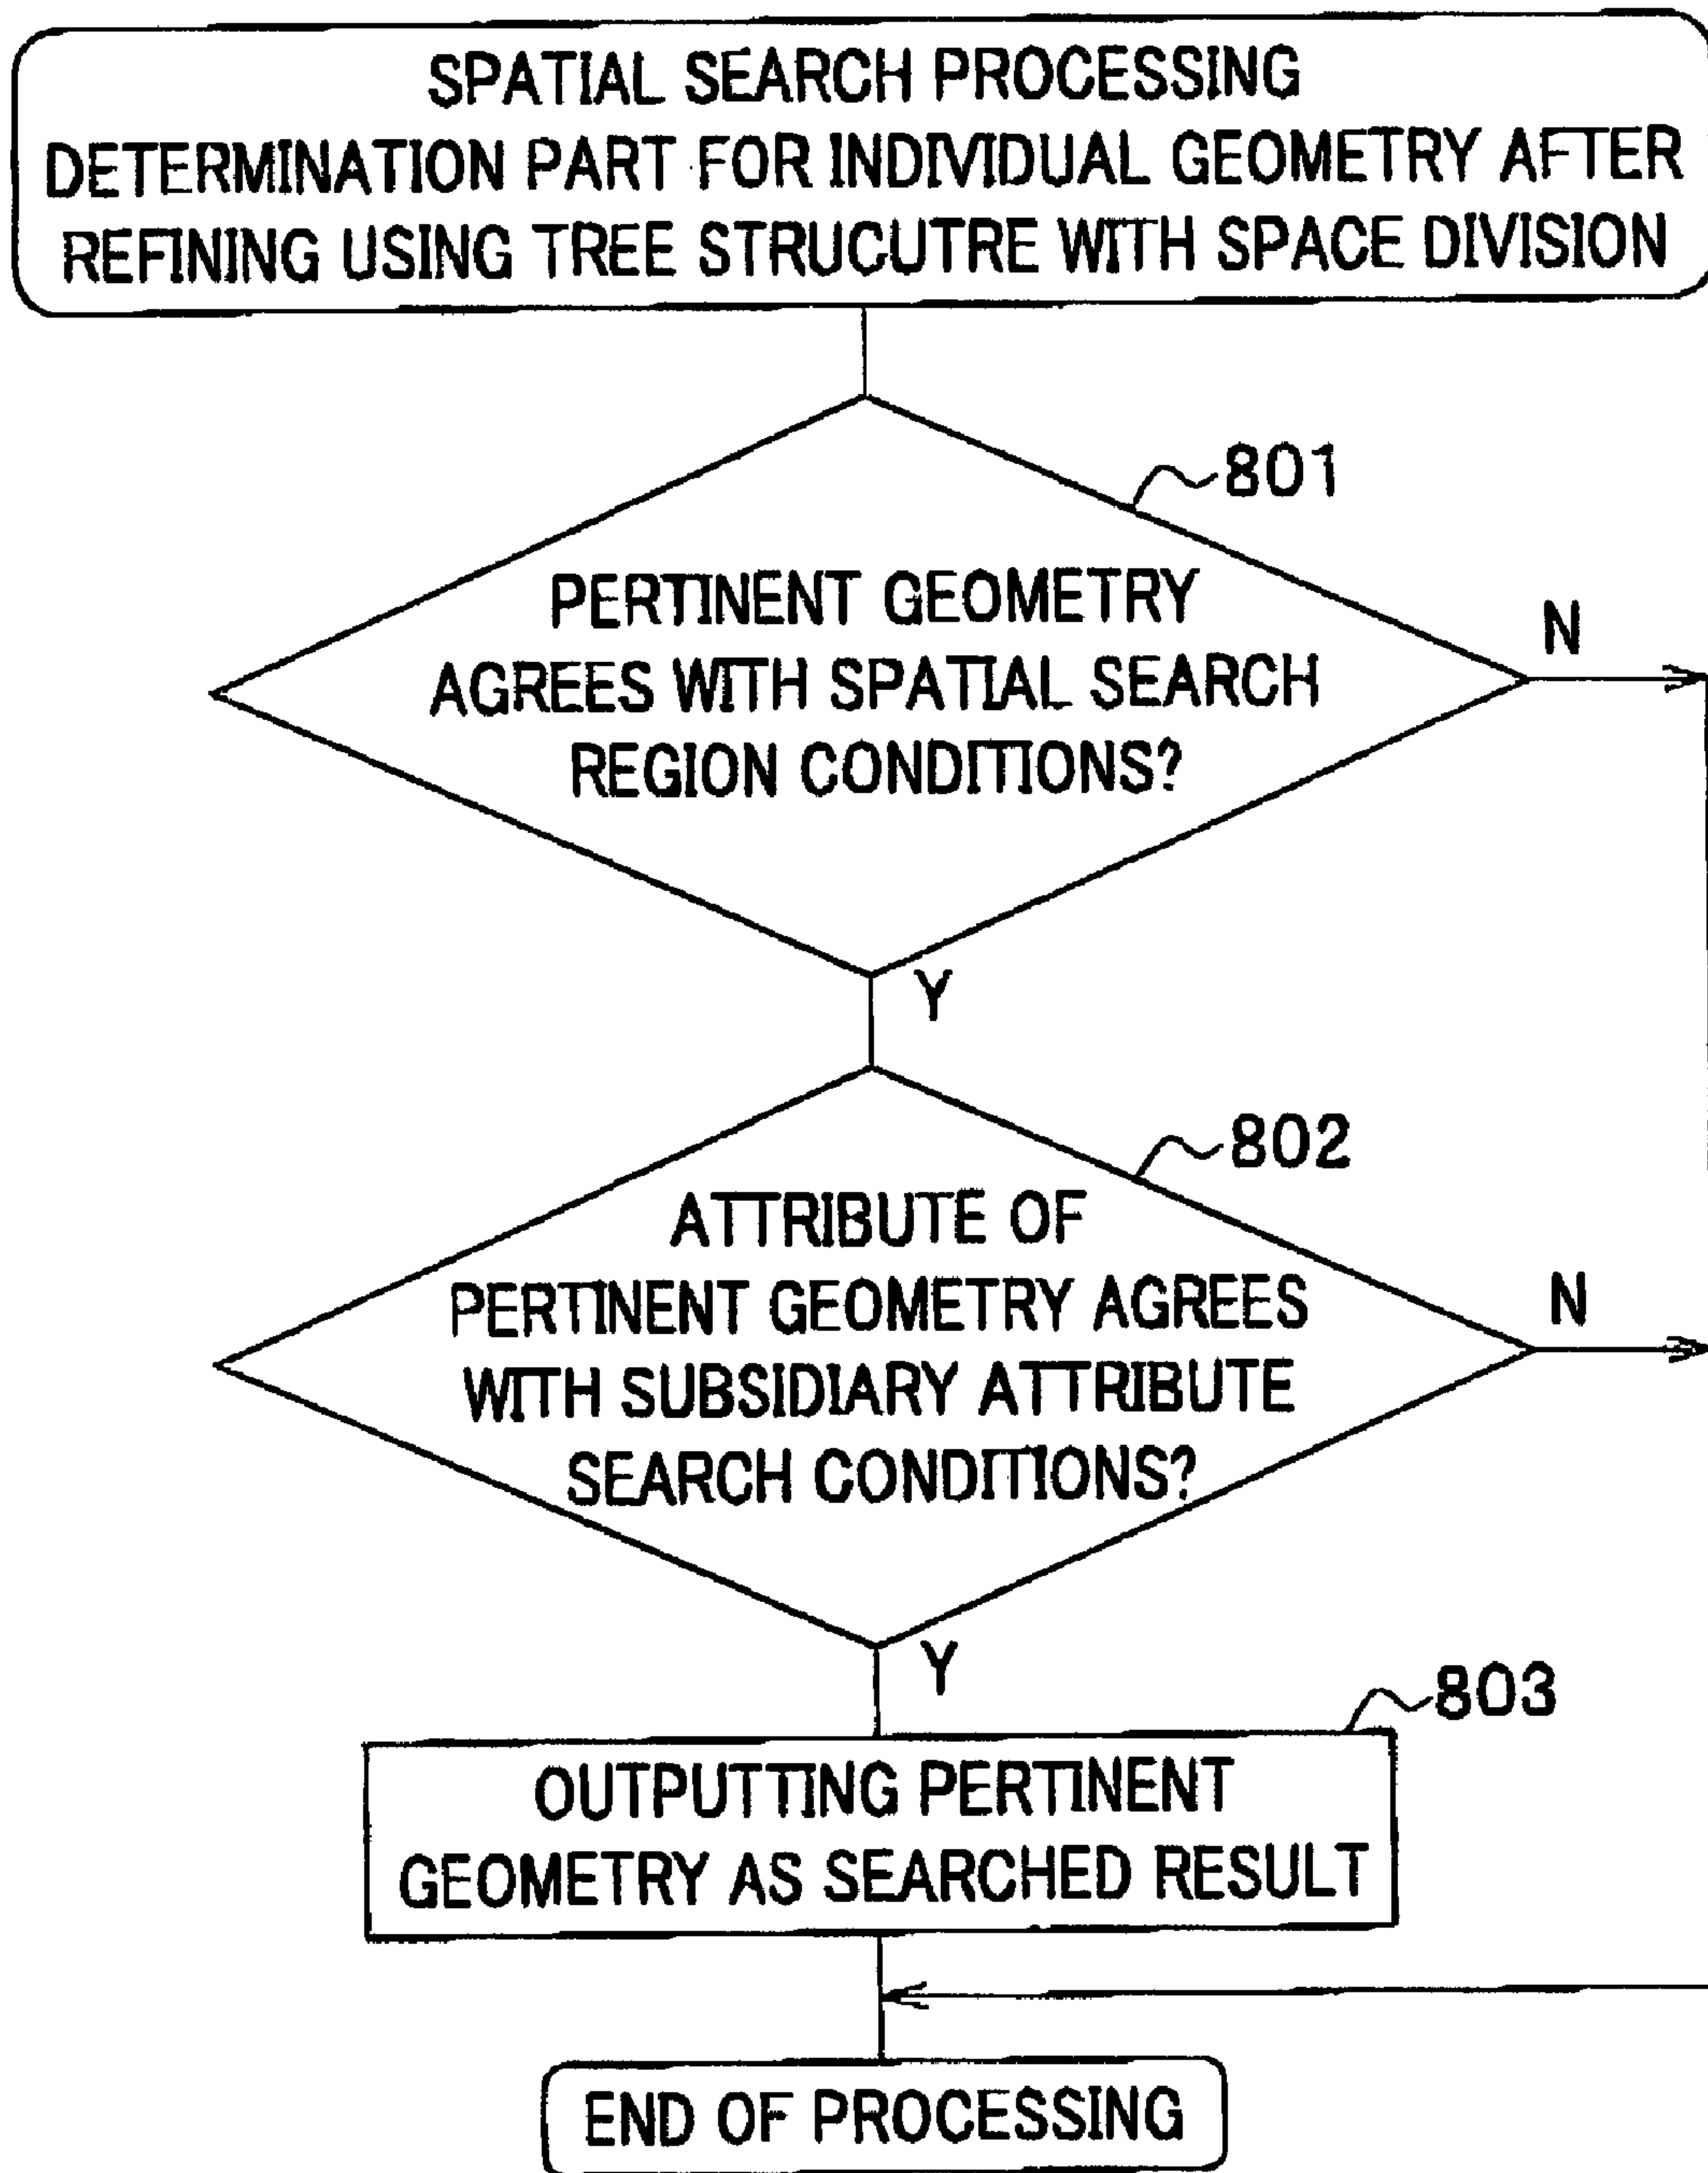 SPATIAL SEARCH PROCESSING
DETERMINATION PART FOR INDIVIDUAL GEOMETRY AFTER
REFINING USING TREE STRUCUTRE WITH SPACE DIVISION
801
PERTINENT GEOMETRY
AGREES WITH SPATIAL SEARCH
REGION CONDITIONS?
N
Y
802
ATTRIBUTE OF
PERTINENT GEOMETRY AGREES
WITH SUBSIDIARY ATTRIBUTE
SEARCH CONDITIONS?
N
Y
803
OUTPUTTING PERTINENT
GEOMETRY AS SEARCHED RESULT
END OF PROCESSING